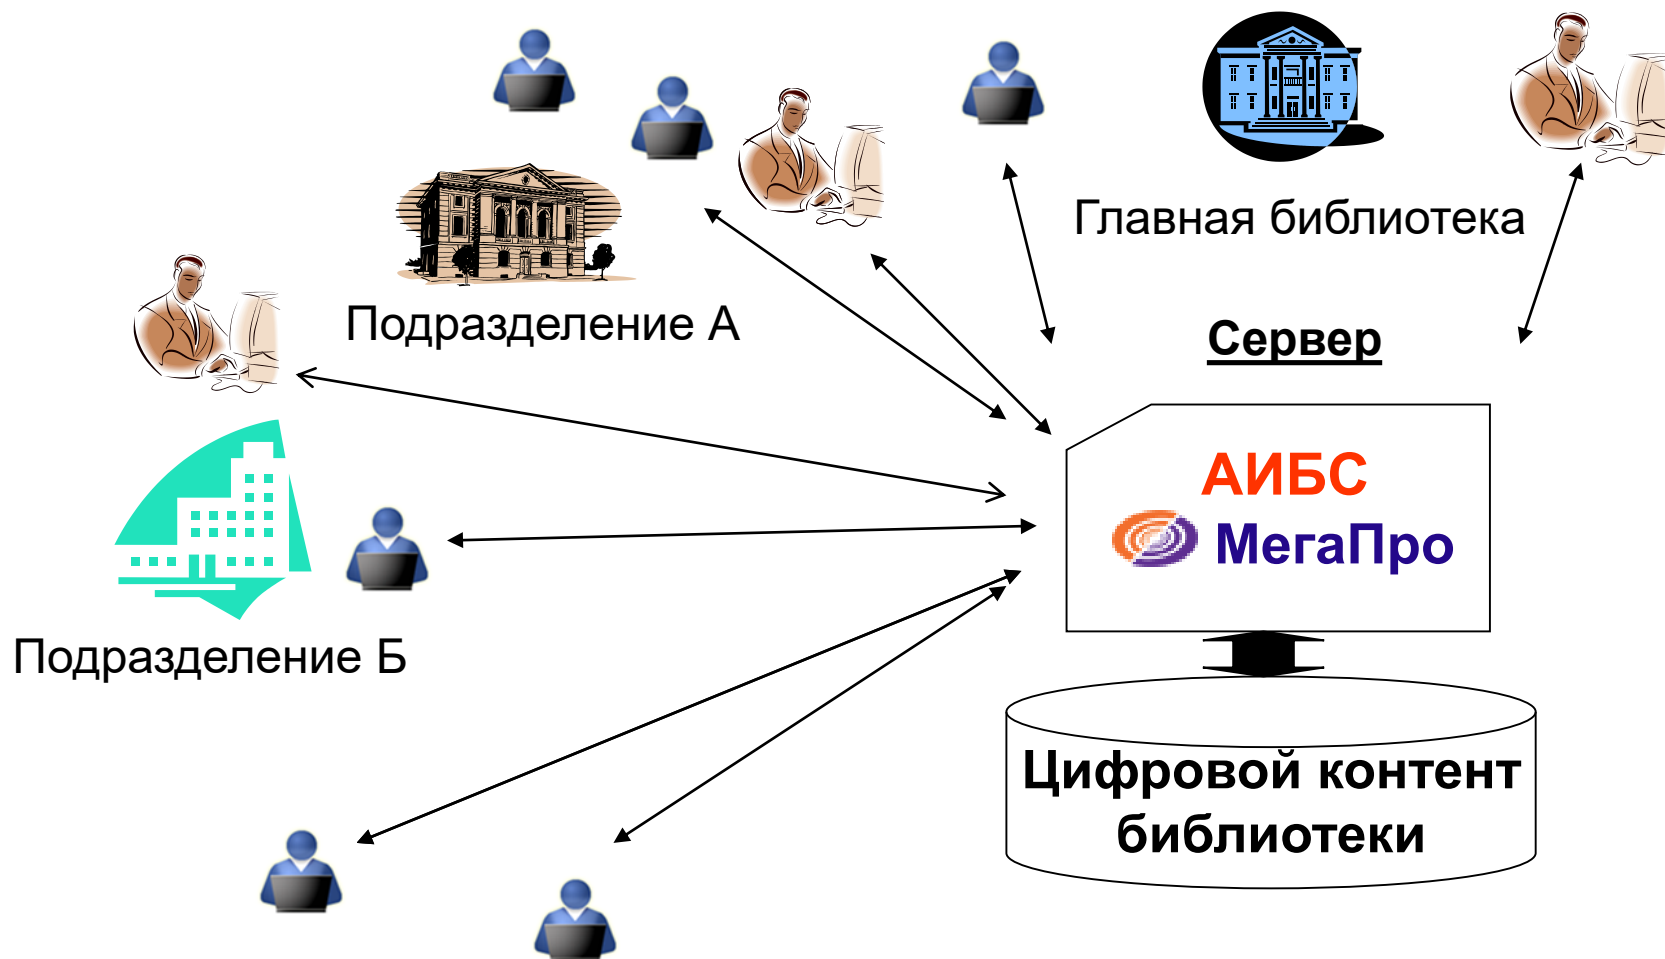 Главная библиотека
Подразделение А
Сервер
АИБС
МегаПро
Подразделение Б
Цифровой контент
библиотеки